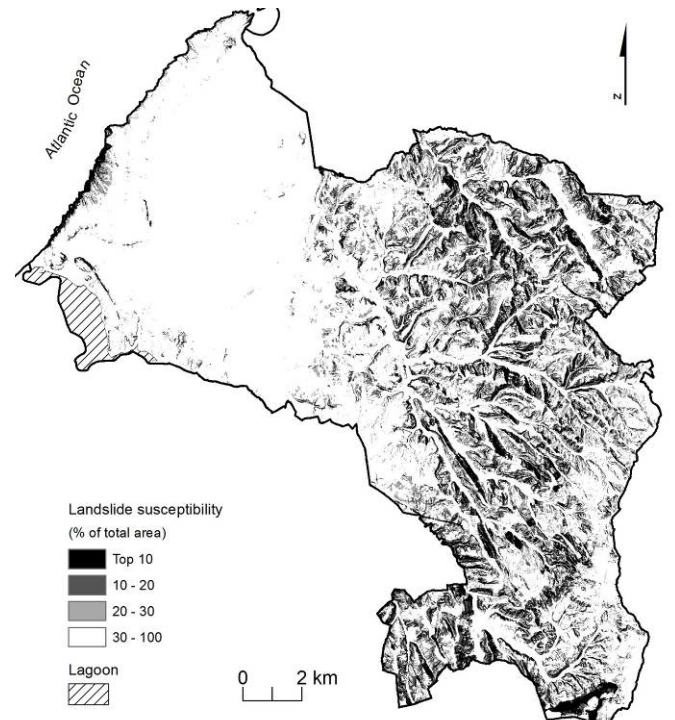 Atlantic Ocean
N
Landslide susceptibility
(% of total area)
Top 10
10 - 20
20 - 30
30 - 100
Lagoon
0 2 km